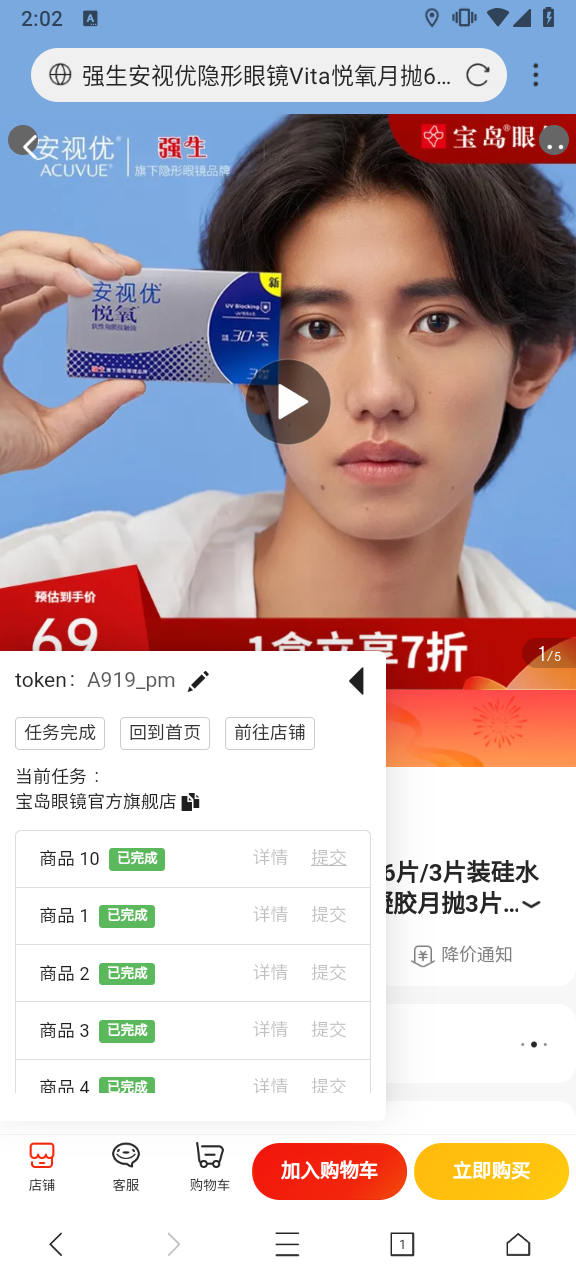 2:02
A
强生安视优隐形眼镜Vita悦氧月抛6...
安视优® 强生
ACUVUE® 旗下隐形眼镜品牌
宝岛®眼
新
安视优
悦氧
UV Blocking
30·天
预估到手价
69
1盒立享7折
1/5
token: A919_pm
任务完成 回到首页 前往店铺
当前任务：
宝岛眼镜官方旗舰店
商品 10 已完成 详情 提交
商品 1 已完成 详情 提交
商品 2 已完成 详情 提交
商品 3 已完成 详情 提交
商品 4 已完成 详情 提交
6片/3片装硅水
凝胶月抛3片...
降价通知
店铺 客服 购物车 加入购物车 立即购买
1